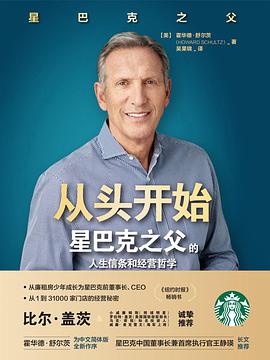 星巴克之父
[美] 霍华德·舒尔茨
(HOWARD SCHULTZ) 著
吴果锦 译
从头开始
星巴克之父的
人生信条和经营哲学
• 从廉租房少年成长为星巴克前董事长、CEO
• 从 1 到 31000 家门店的经营秘密
《纽约时报》
畅销书
比尔·盖茨
诚挚
推荐
霍华德·舒尔茨
为中文简体版
全新作序
星巴克中国董事长兼首席执行官王静瑛
长文
推荐